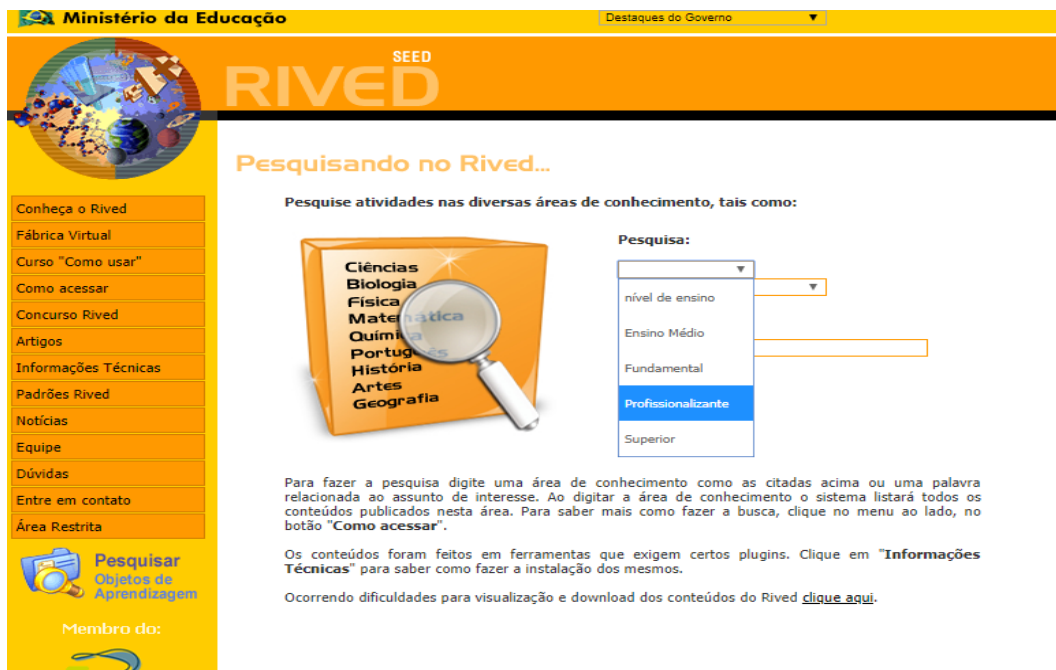 Ministério da Educação
Destaques do Governo
SEED
RIVED
Pesquisando no Rived...
Conheça o Rived
Fábrica Virtual
Curso "Como usar"
Como acessar
Concurso Rived
Artigos
Informações Técnicas
Padrões Rived
Notícias
Equipe
Dúvidas
Entre em contato
Área Restrita
Pesquisar
Objetos de
Aprendizagem
Membro do:
Pesquise atividades nas diversas áreas de conhecimento, tais como:
Ciências
Biologia
Física
Matemática
Química
Português
História
Artes
Geografia
Pesquisa:
nível de ensino
Ensino Médio
Fundamental
Profissionalizante
Superior
Para fazer a pesquisa digite uma área de conhecimento como as citadas acima ou uma palavra
relacionada ao assunto de interesse. Ao digitar a área de conhecimento o sistema listará todos os
conteúdos publicados nesta área. Para saber mais como fazer a busca, clique no menu ao lado, no
botão "Como acessar".
Os conteúdos foram feitos em ferramentas que exigem certos plugins. Clique em "Informações
Técnicas" para saber como fazer a instalação dos mesmos.
Ocorrendo dificuldades para visualização e download dos conteúdos do Rived clique aqui.